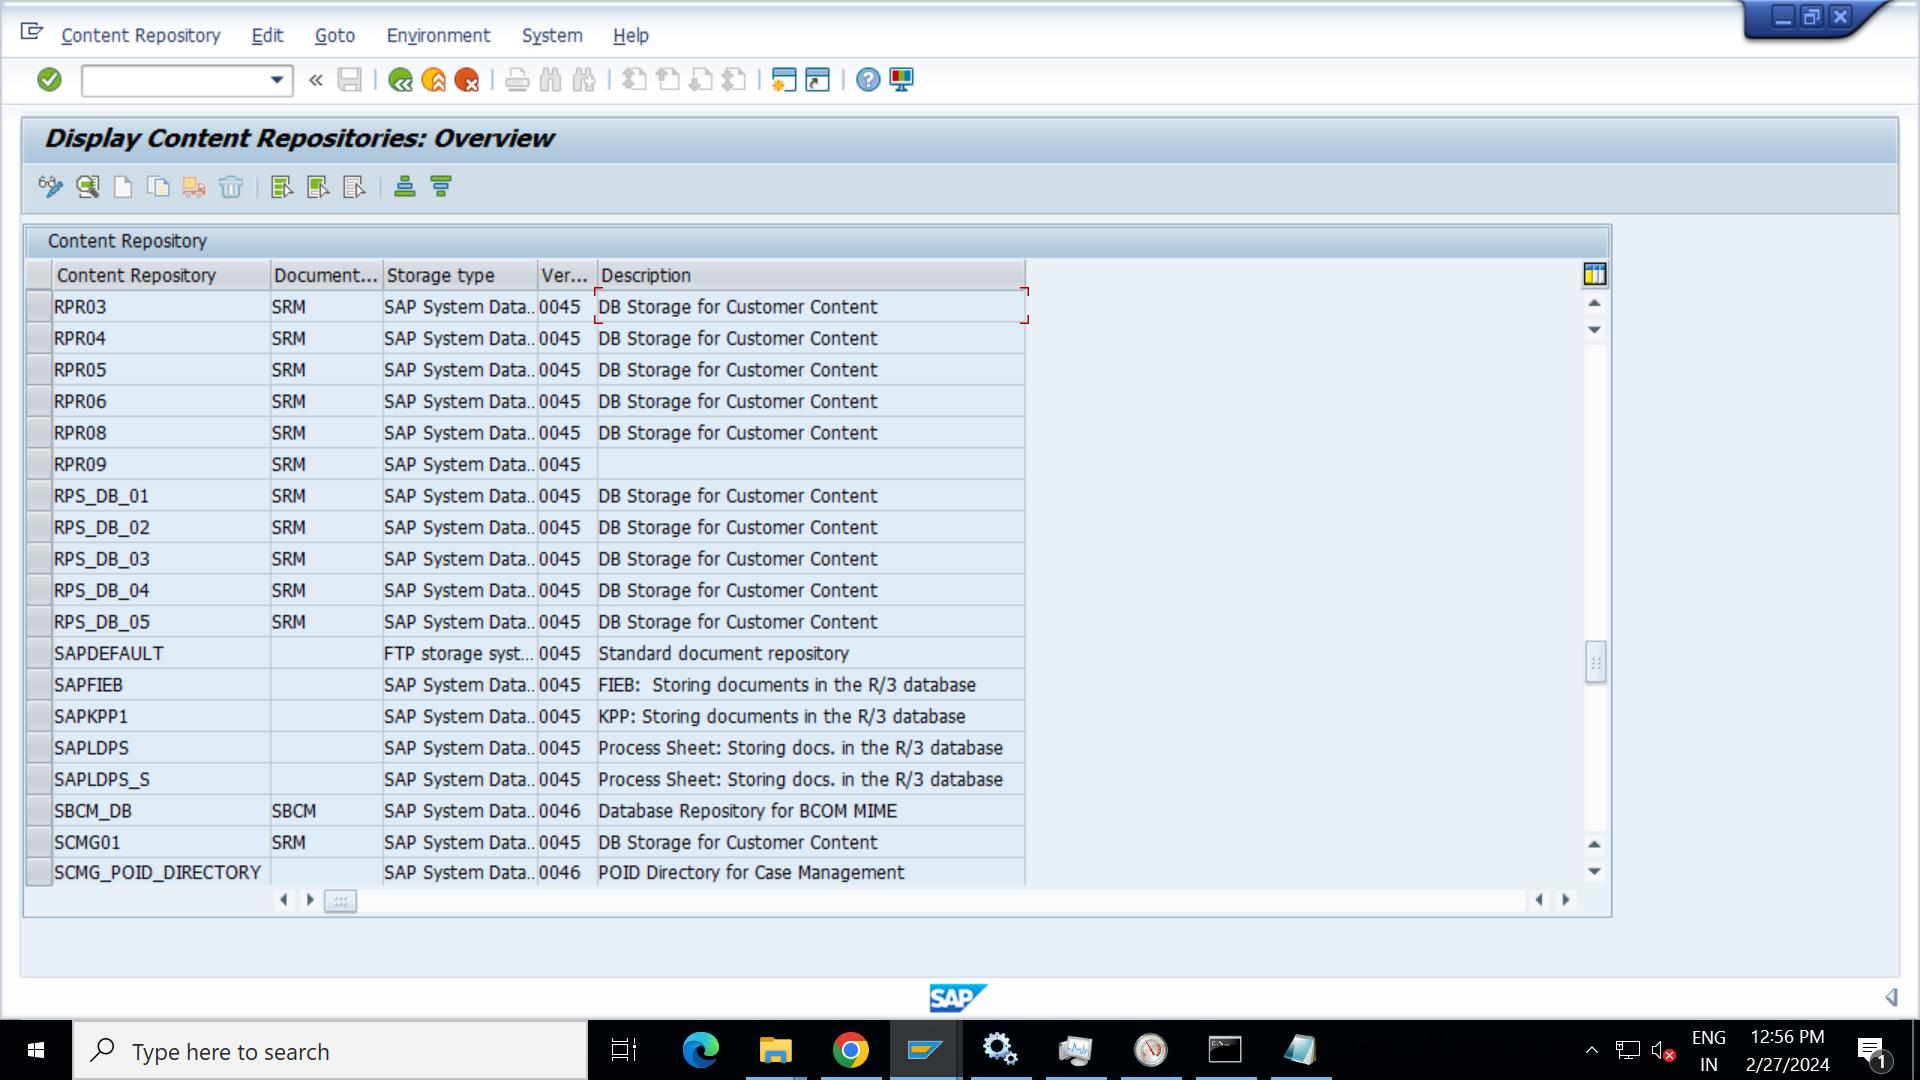 Content Repository Edit Goto Environment System Help
Display Content Repositories: Overview
Content Repository
Content Repository Document... Storage type Ver... Description
RPR03 SRM SAP System Data.. 0045 DB Storage for Customer Content
RPR04 SRM SAP System Data.. 0045 DB Storage for Customer Content
RPR05 SRM SAP System Data.. 0045 DB Storage for Customer Content
RPR06 SRM SAP System Data.. 0045 DB Storage for Customer Content
RPR08 SRM SAP System Data.. 0045 DB Storage for Customer Content
RPR09 SRM SAP System Data.. 0045
RPS_DB_01 SRM SAP System Data.. 0045 DB Storage for Customer Content
RPS_DB_02 SRM SAP System Data.. 0045 DB Storage for Customer Content
RPS_DB_03 SRM SAP System Data.. 0045 DB Storage for Customer Content
RPS_DB_04 SRM SAP System Data.. 0045 DB Storage for Customer Content
RPS_DB_05 SRM SAP System Data.. 0045 DB Storage for Customer Content
SAPDEFAULT FTP storage syst... 0045 Standard document repository
SAPFIEB SAP System Data.. 0045 FIEB: Storing documents in the R/3 database
SAPKPP1 SAP System Data.. 0045 KPP: Storing documents in the R/3 database
SAPLDPS SAP System Data.. 0045 Process Sheet: Storing docs. in the R/3 database
SAPLDPS_S SAP System Data.. 0045 Process Sheet: Storing docs. in the R/3 database
SBCM_DB SBCM SAP System Data.. 0046 Database Repository for BCOM MIME
SCMG01 SRM SAP System Data.. 0045 DB Storage for Customer Content
SCMG_POID_DIRECTORY SAP System Data.. 0046 POID Directory for Case Management
SAP
Type here to search
ENG
IN
12:56 PM
2/27/2024
1